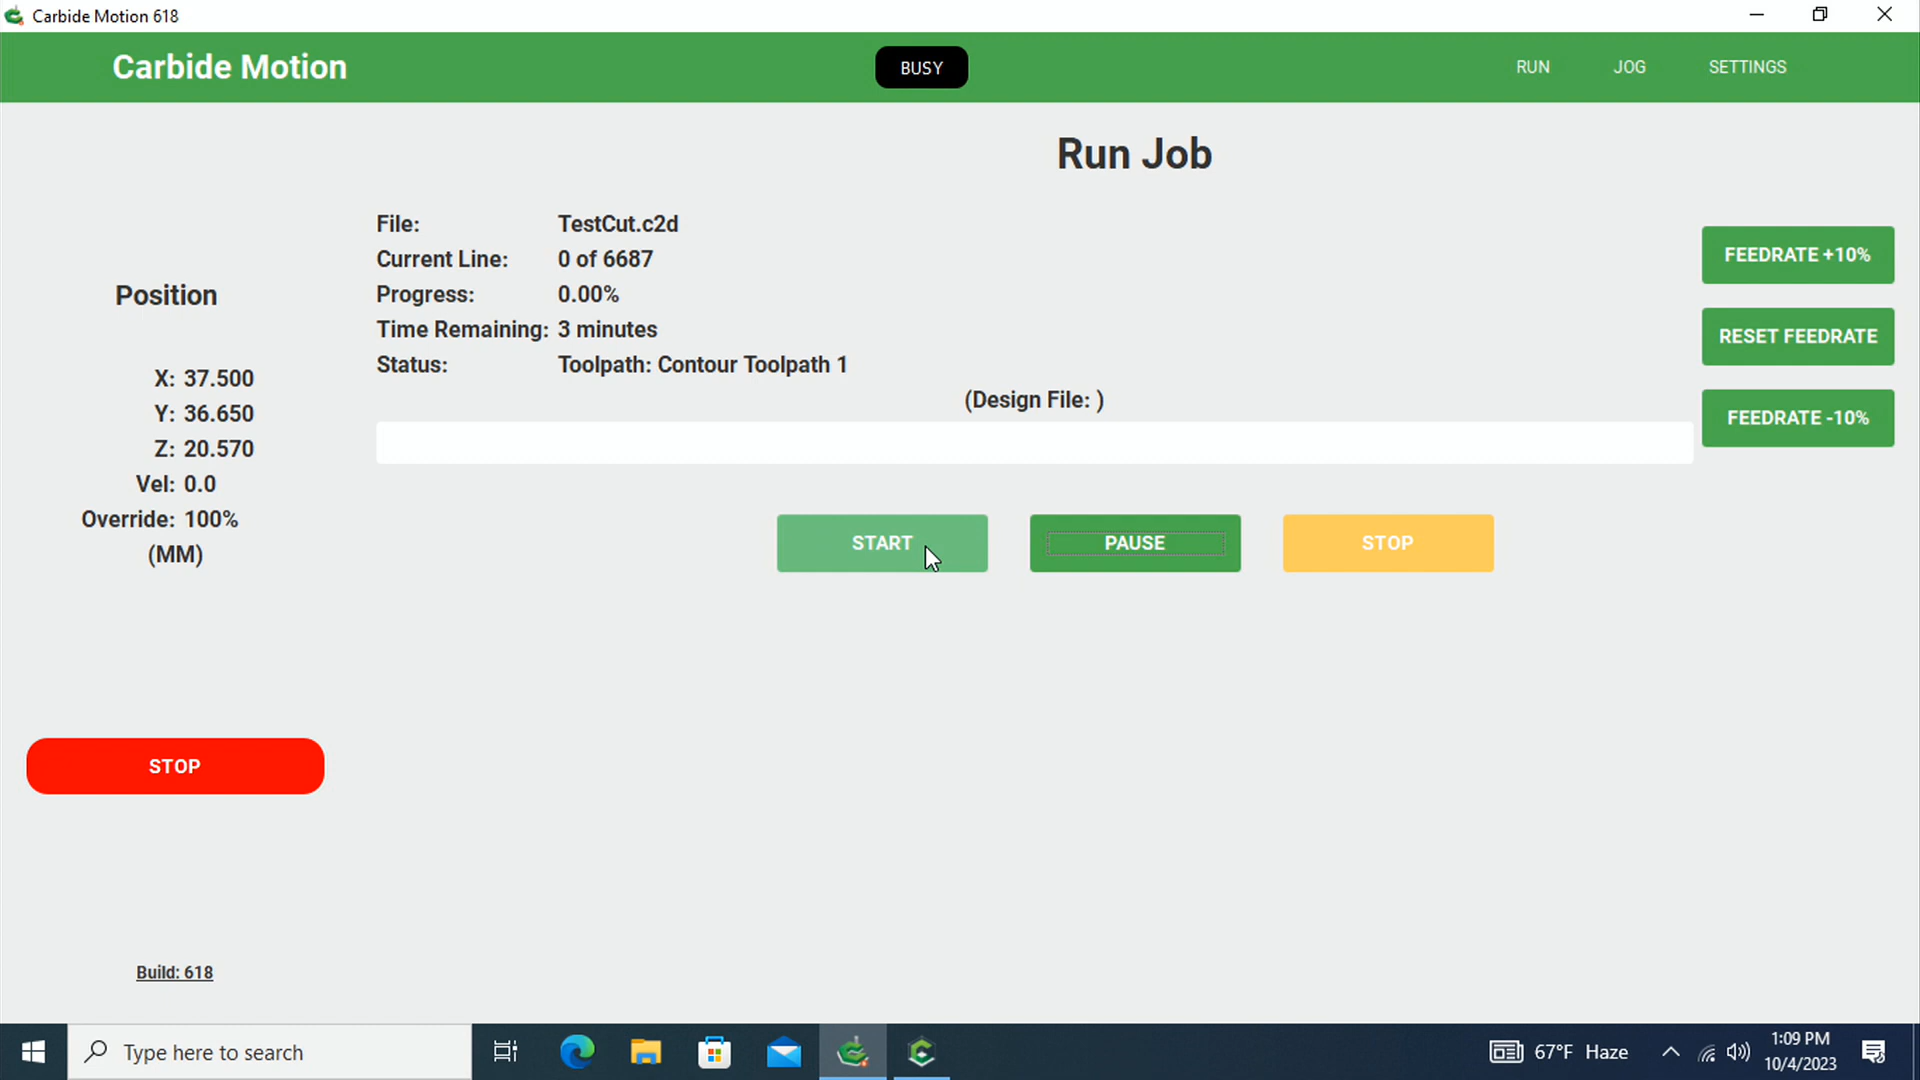 Carbide Motion 618
Carbide Motion
BUSY
RUN
JOG
SETTINGS
Run Job
File: TestCut.c2d
Current Line: 0 of 6687
Progress: 0.00%
Time Remaining: 3 minutes
Status: Toolpath: Contour Toolpath 1
(Design File: )
FEEDRATE +10%
RESET FEEDRATE
FEEDRATE -10%
Position
X: 37.500
Y: 36.650
Z: 20.570
Vel: 0.0
Override: 100%
(MM)
START
PAUSE
STOP
STOP
Build: 618
Type here to search
67°F Haze
1:09 PM
10/4/2023